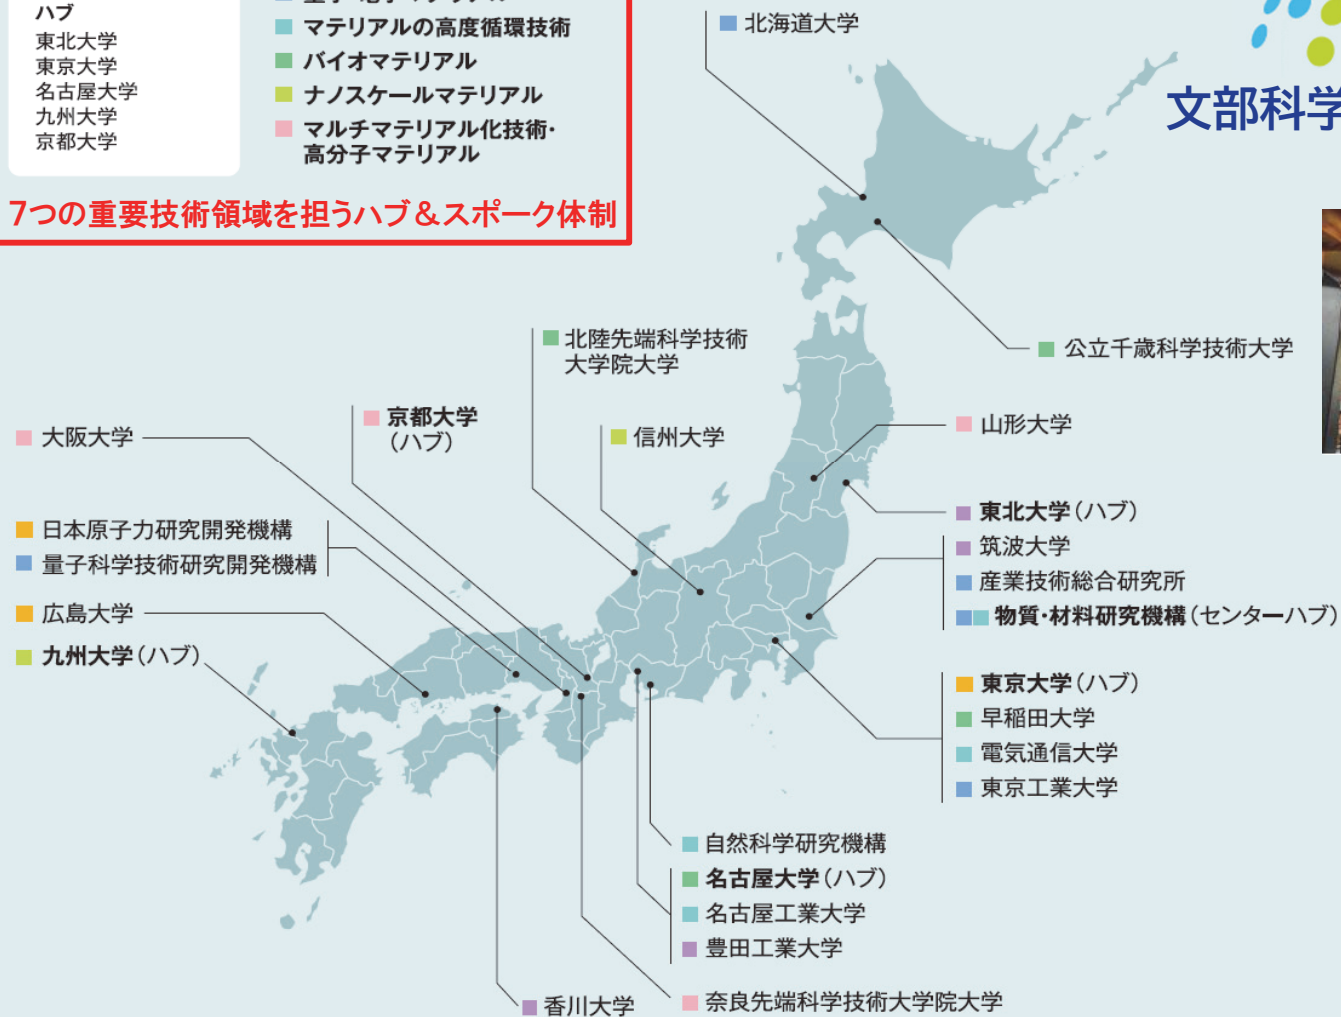 ハブ
東北大学
東京大学
名古屋大学
九州大学
京都大学
マテリアルの高度循環技術
バイオマテリアル
ナノスケールマテリアル
マルチマテリアル化技術・
高分子マテリアル
7つの重要技術領域を担うハブ&スポーク体制
北海道大学
文部科学
公立千歳科学技術大学
北陸先端科学技術
大学院大学
京都大学
(ハブ)
信州大学
大阪大学
山形大学
日本原子力研究開発機構
量子科学技術研究開発機構
広島大学
九州大学(ハブ)
東北大学(ハブ)
筑波大学
産業技術総合研究所
物質・材料研究機構(センターハブ)
東京大学(ハブ)
早稲田大学
電気通信大学
東京工業大学
自然科学研究機構
名古屋大学(ハブ)
名古屋工業大学
豊田工業大学
香川大学
奈良先端科学技術大学院大学